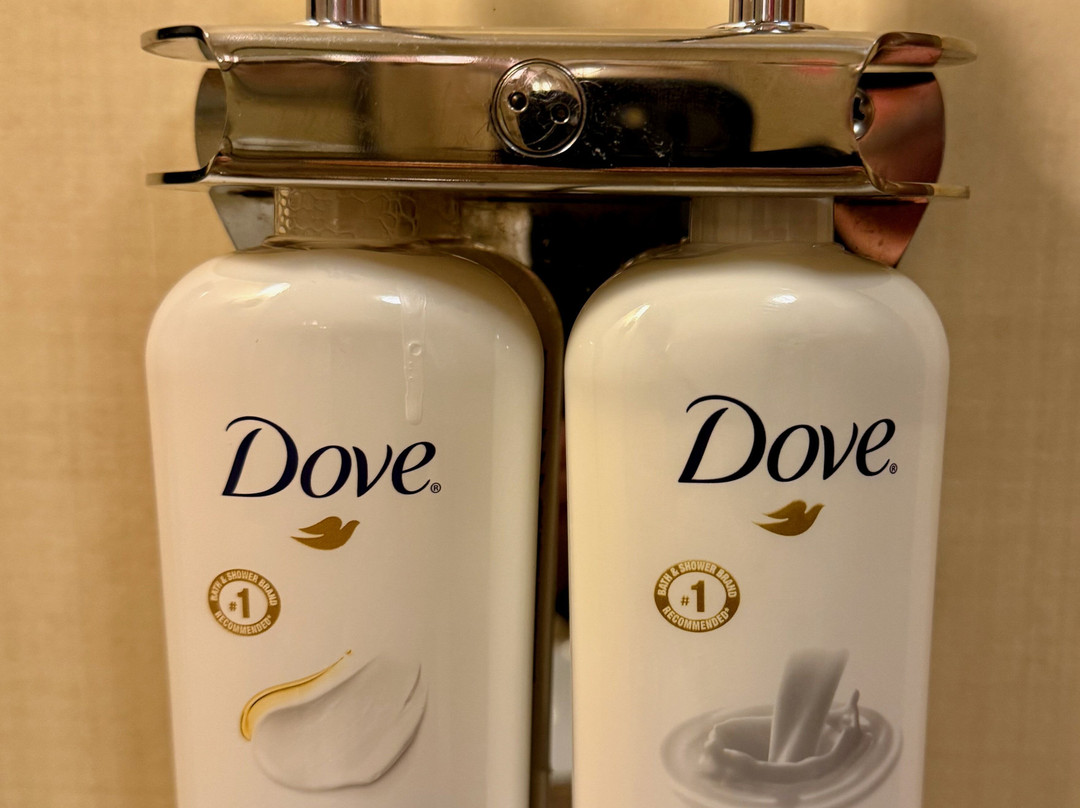 Dove®
BATH & SHOWER BRAND
#1
RECOMMENDED*
Dove®
BATH & SHOWER BRAND
#1
RECOMMENDED*